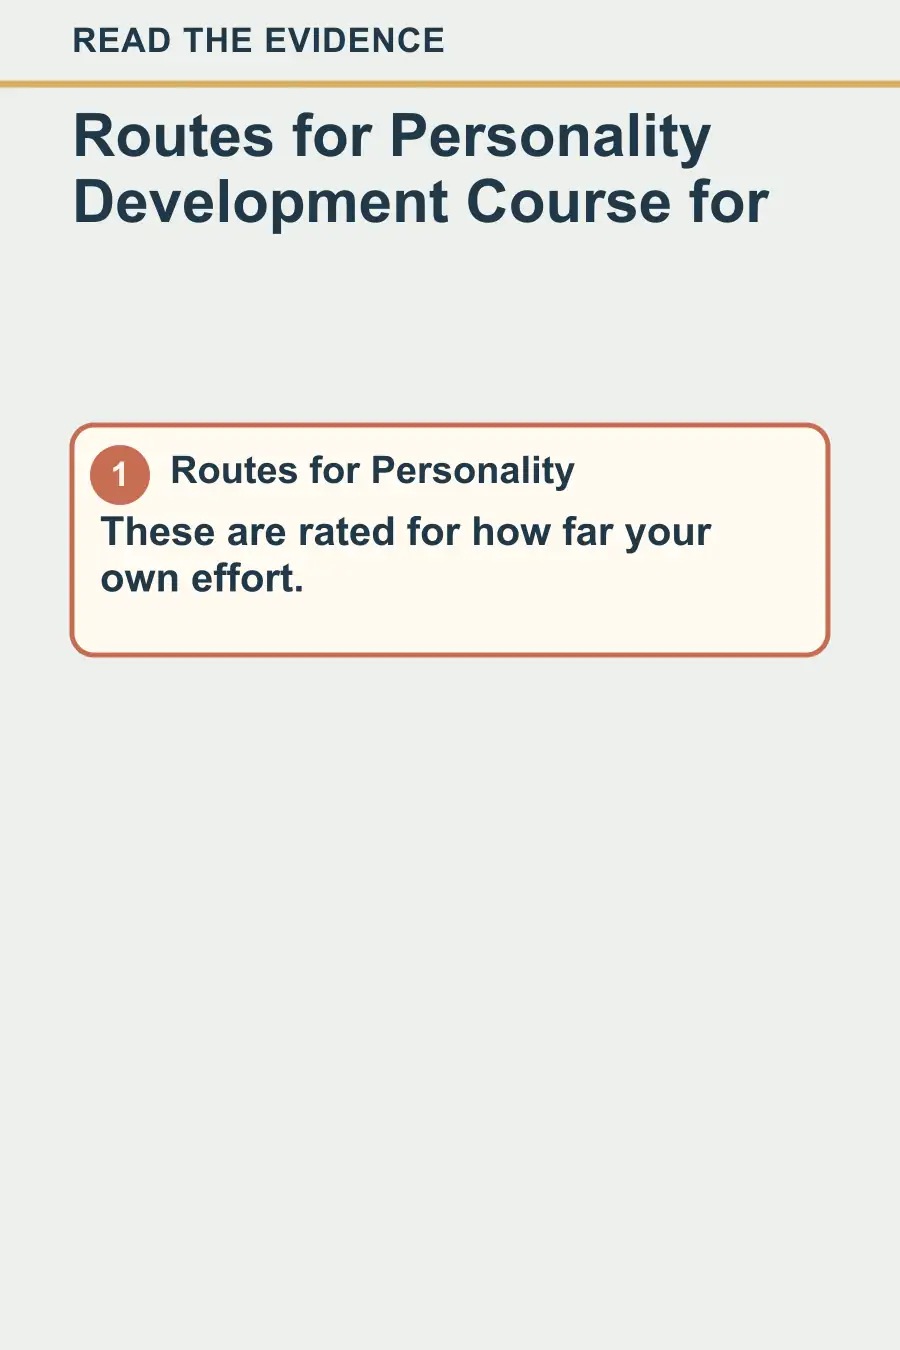 READ THE EVIDENCE
Routes for Personality
Development Course for
1 Routes for Personality
These are rated for how far your
own effort.